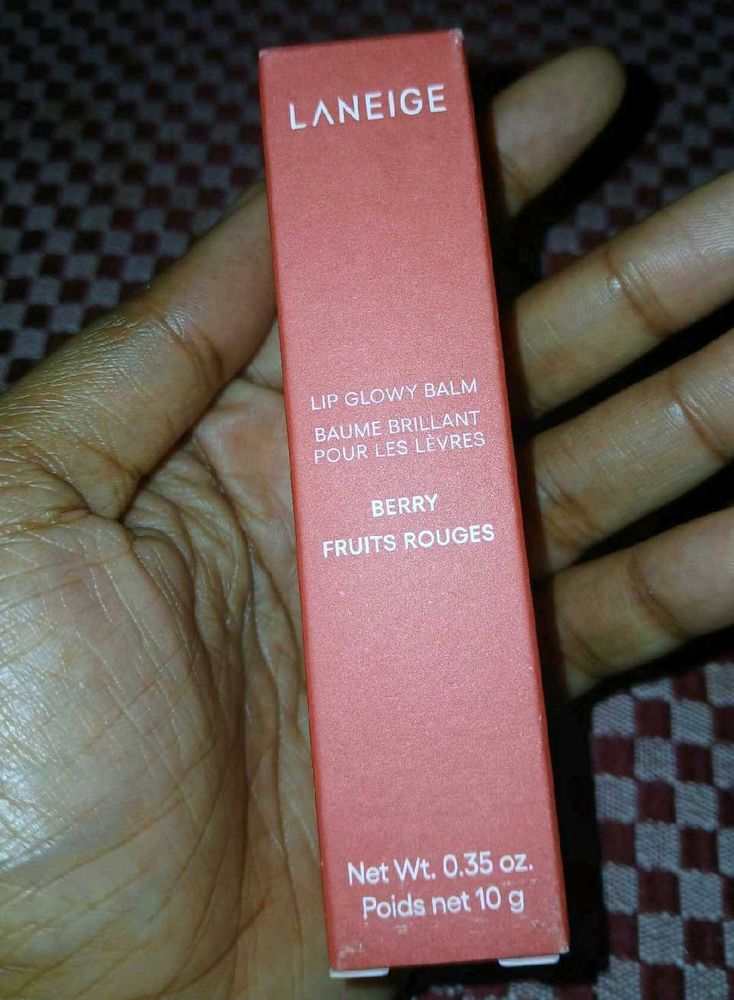 LANEIGE
LIP GLOWY BALM
BAUME BRILLANT
POUR LES LÈVRES
BERRY
FRUITS ROUGES
Net Wt. 0.35 oz.
Poids net 10 g